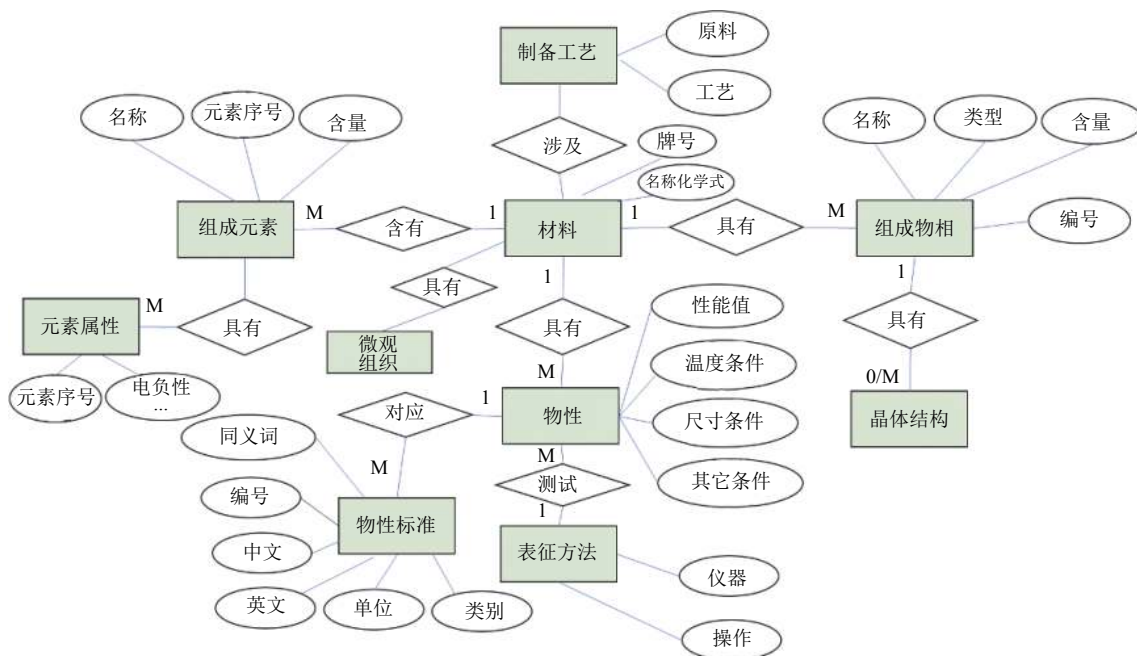 制备工艺
原料
工艺
涉及
牌号
名称化学式
名称
元素序号
含量
名称
类型
含量
编号
组成元素
M
含有
1
材料
1
具有
M
组成物相
元素属性
M
具有
具有
微观
组织
1
具有
M
1
具有
0/M
晶体结构
元素序号
电负性
...
性能值
温度条件
尺寸条件
其它条件
对应
1
物性
M
M
测试
1
同义词
编号
中文
英文
单位
类别
物性标准
表征方法
仪器
操作